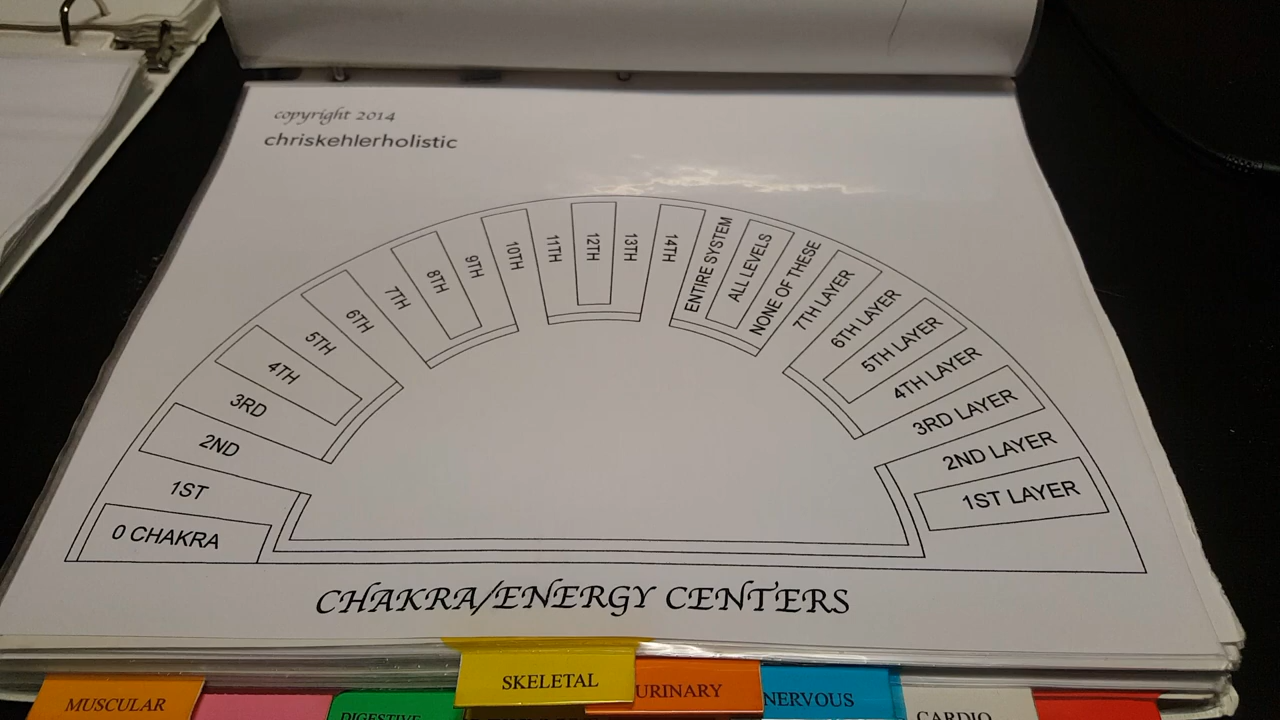 copyright 2014
chriskehlerholistic
0 CHAKRA
1ST
2ND
3RD
4TH
5TH
6TH
7TH
8TH
9TH
10TH
11TH
12TH
13TH
14TH
ENTIRE SYSTEM
ALL LEVELS
NONE OF THESE
7TH LAYER
6TH LAYER
5TH LAYER
4TH LAYER
3RD LAYER
2ND LAYER
1ST LAYER
CHAKRA/ENERGY CENTERS
MUSCULAR
DIGESTIVE
SKELETAL
URINARY
NERVOUS
CARDIO